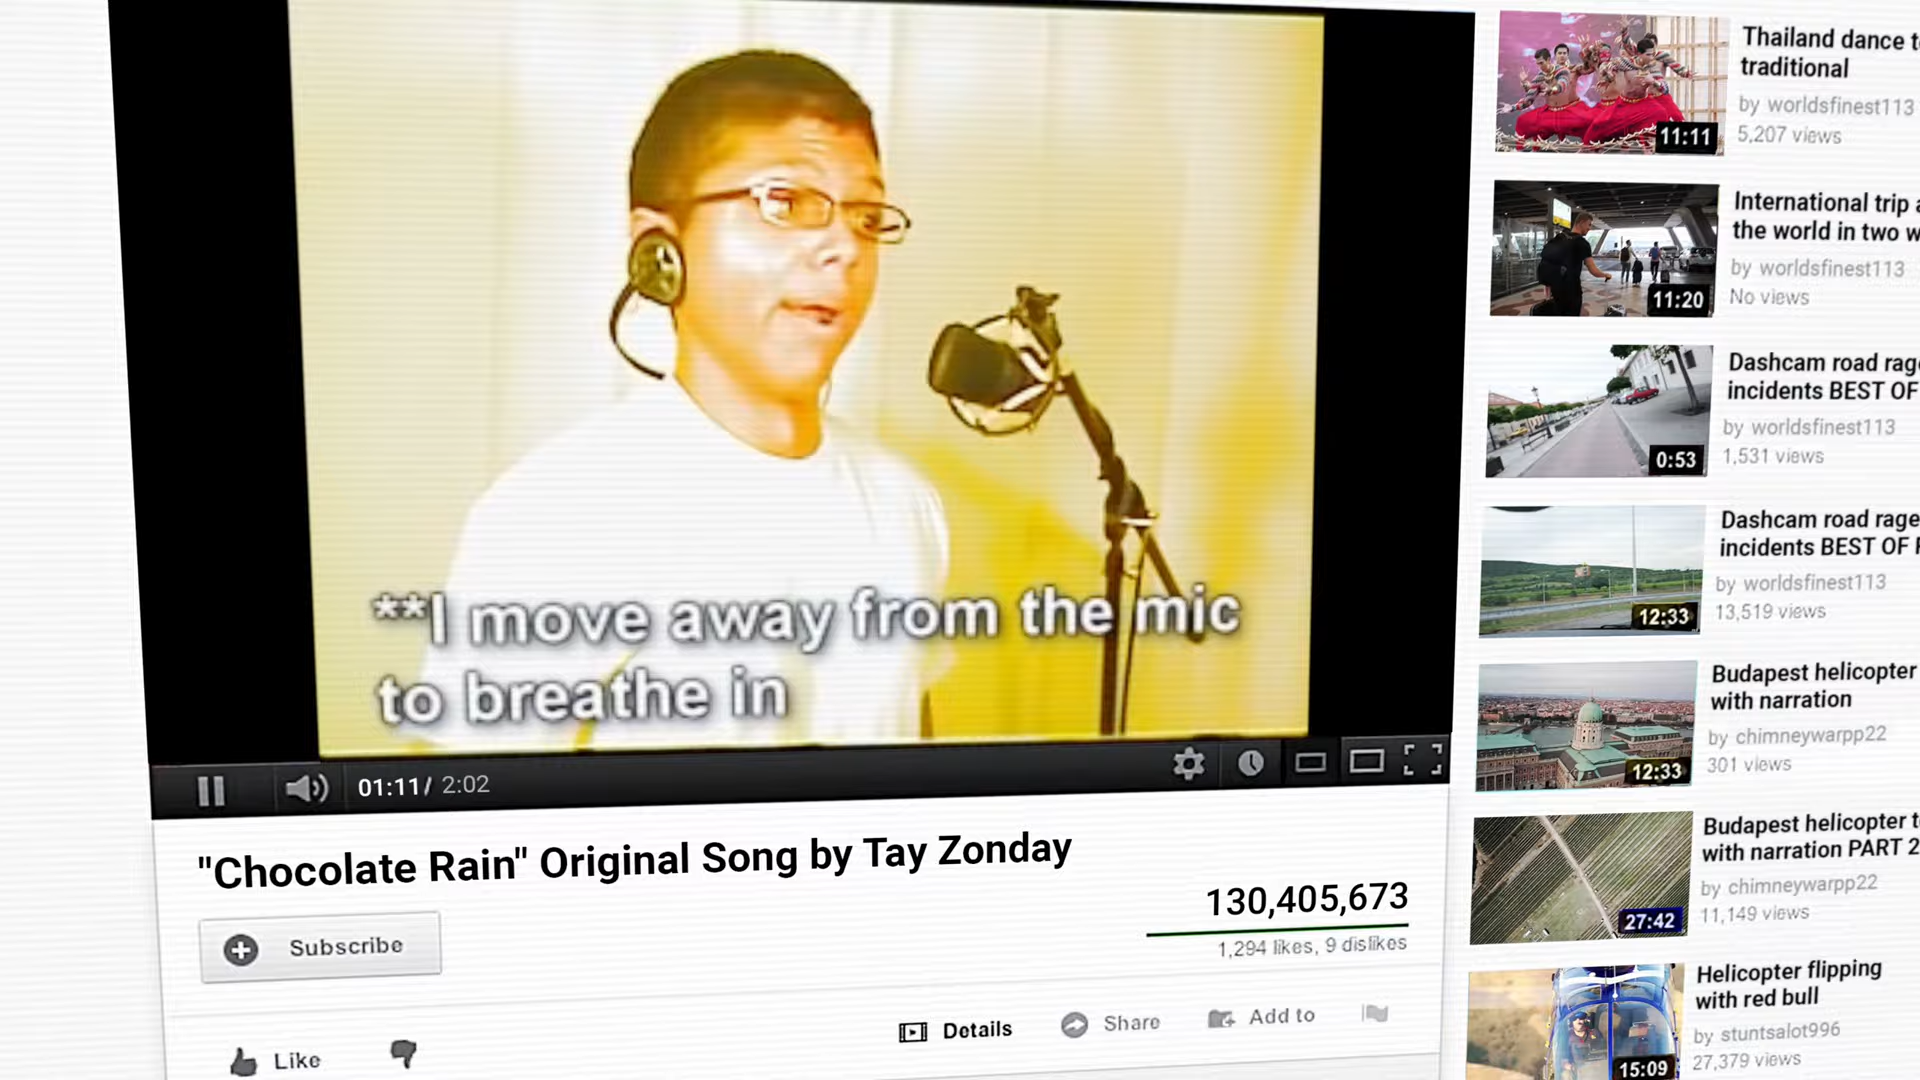 **I move away from the mic
to breathe in
01:11/ 2:02
"Chocolate Rain" Original Song by Tay Zonday
Subscribe
130,405,673
1,294 likes, 9 dislikes
Like
Details
Share
Add to
11:11
Thailand dance t
traditional
by worldsfinest113
5,207 views
11:20
International trip a
the world in two w
by worldsfinest113
No views
0:53
Dashcam road rage
incidents BEST OF
by worldsfinest113
1,531 views
12:33
Dashcam road rage
incidents BEST OF
by worldsfinest113
13,519 views
12:33
Budapest helicopter
with narration
by chimneywarpp22
301 views
27:42
Budapest helicopter t
with narration PART 2
by chimneywarpp22
11,149 views
15:09
Helicopter flipping
with red bull
by stuntsalot996
27,379 views